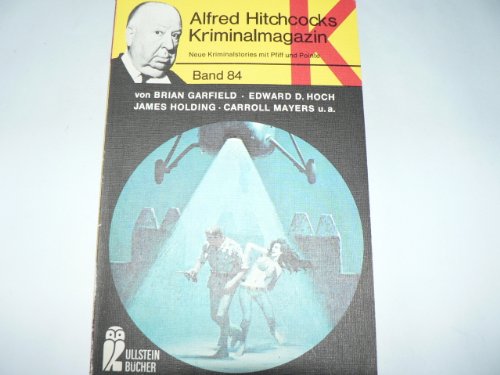 Alfred Hitchcocks
Kriminalmagazin
K
Neue Kriminalstories mit Pfiff und Pointe
Band 84
von BRIAN GARFIELD · EDWARD D. HOCH
JAMES HOLDING · CARROLL MAYERS u. a.
ULLSTEIN
BÜCHER